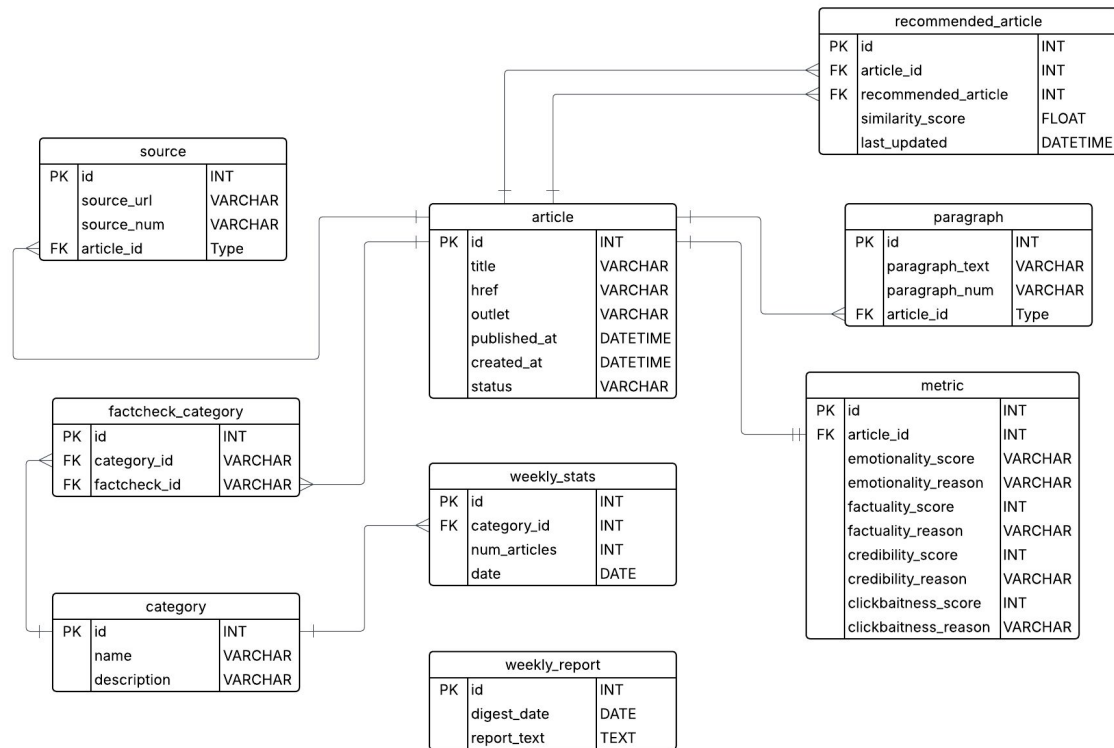 recommended_article
PK id INT
FK article_id INT
FK recommended_article INT
similarity_score FLOAT
last_updated DATETIME
source
PK id INT
source_url VARCHAR
source_num VARCHAR
FK article_id Type
article
PK id INT
title VARCHAR
href VARCHAR
outlet VARCHAR
published_at DATETIME
created_at DATETIME
status VARCHAR
paragraph
PK id INT
paragraph_text VARCHAR
paragraph_num VARCHAR
FK article_id Type
metric
PK id INT
FK article_id INT
emotionality_score VARCHAR
emotionality_reason VARCHAR
factuality_score INT
factuality_reason VARCHAR
credibility_score INT
credibility_reason VARCHAR
clickbaitness_score INT
clickbaitness_reason VARCHAR
factcheck_category
PK id INT
FK category_id VARCHAR
FK factcheck_id VARCHAR
weekly_stats
PK id INT
FK category_id INT
num_articles INT
date DATE
category
PK id INT
name VARCHAR
description VARCHAR
weekly_report
PK id INT
digest_date DATE
report_text TEXT